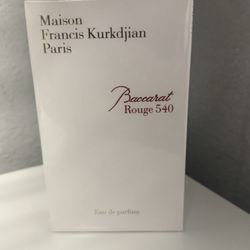 Maison
Francis Kurkdjian
Paris
Baccarat
Rouge 540
Eau de parfum